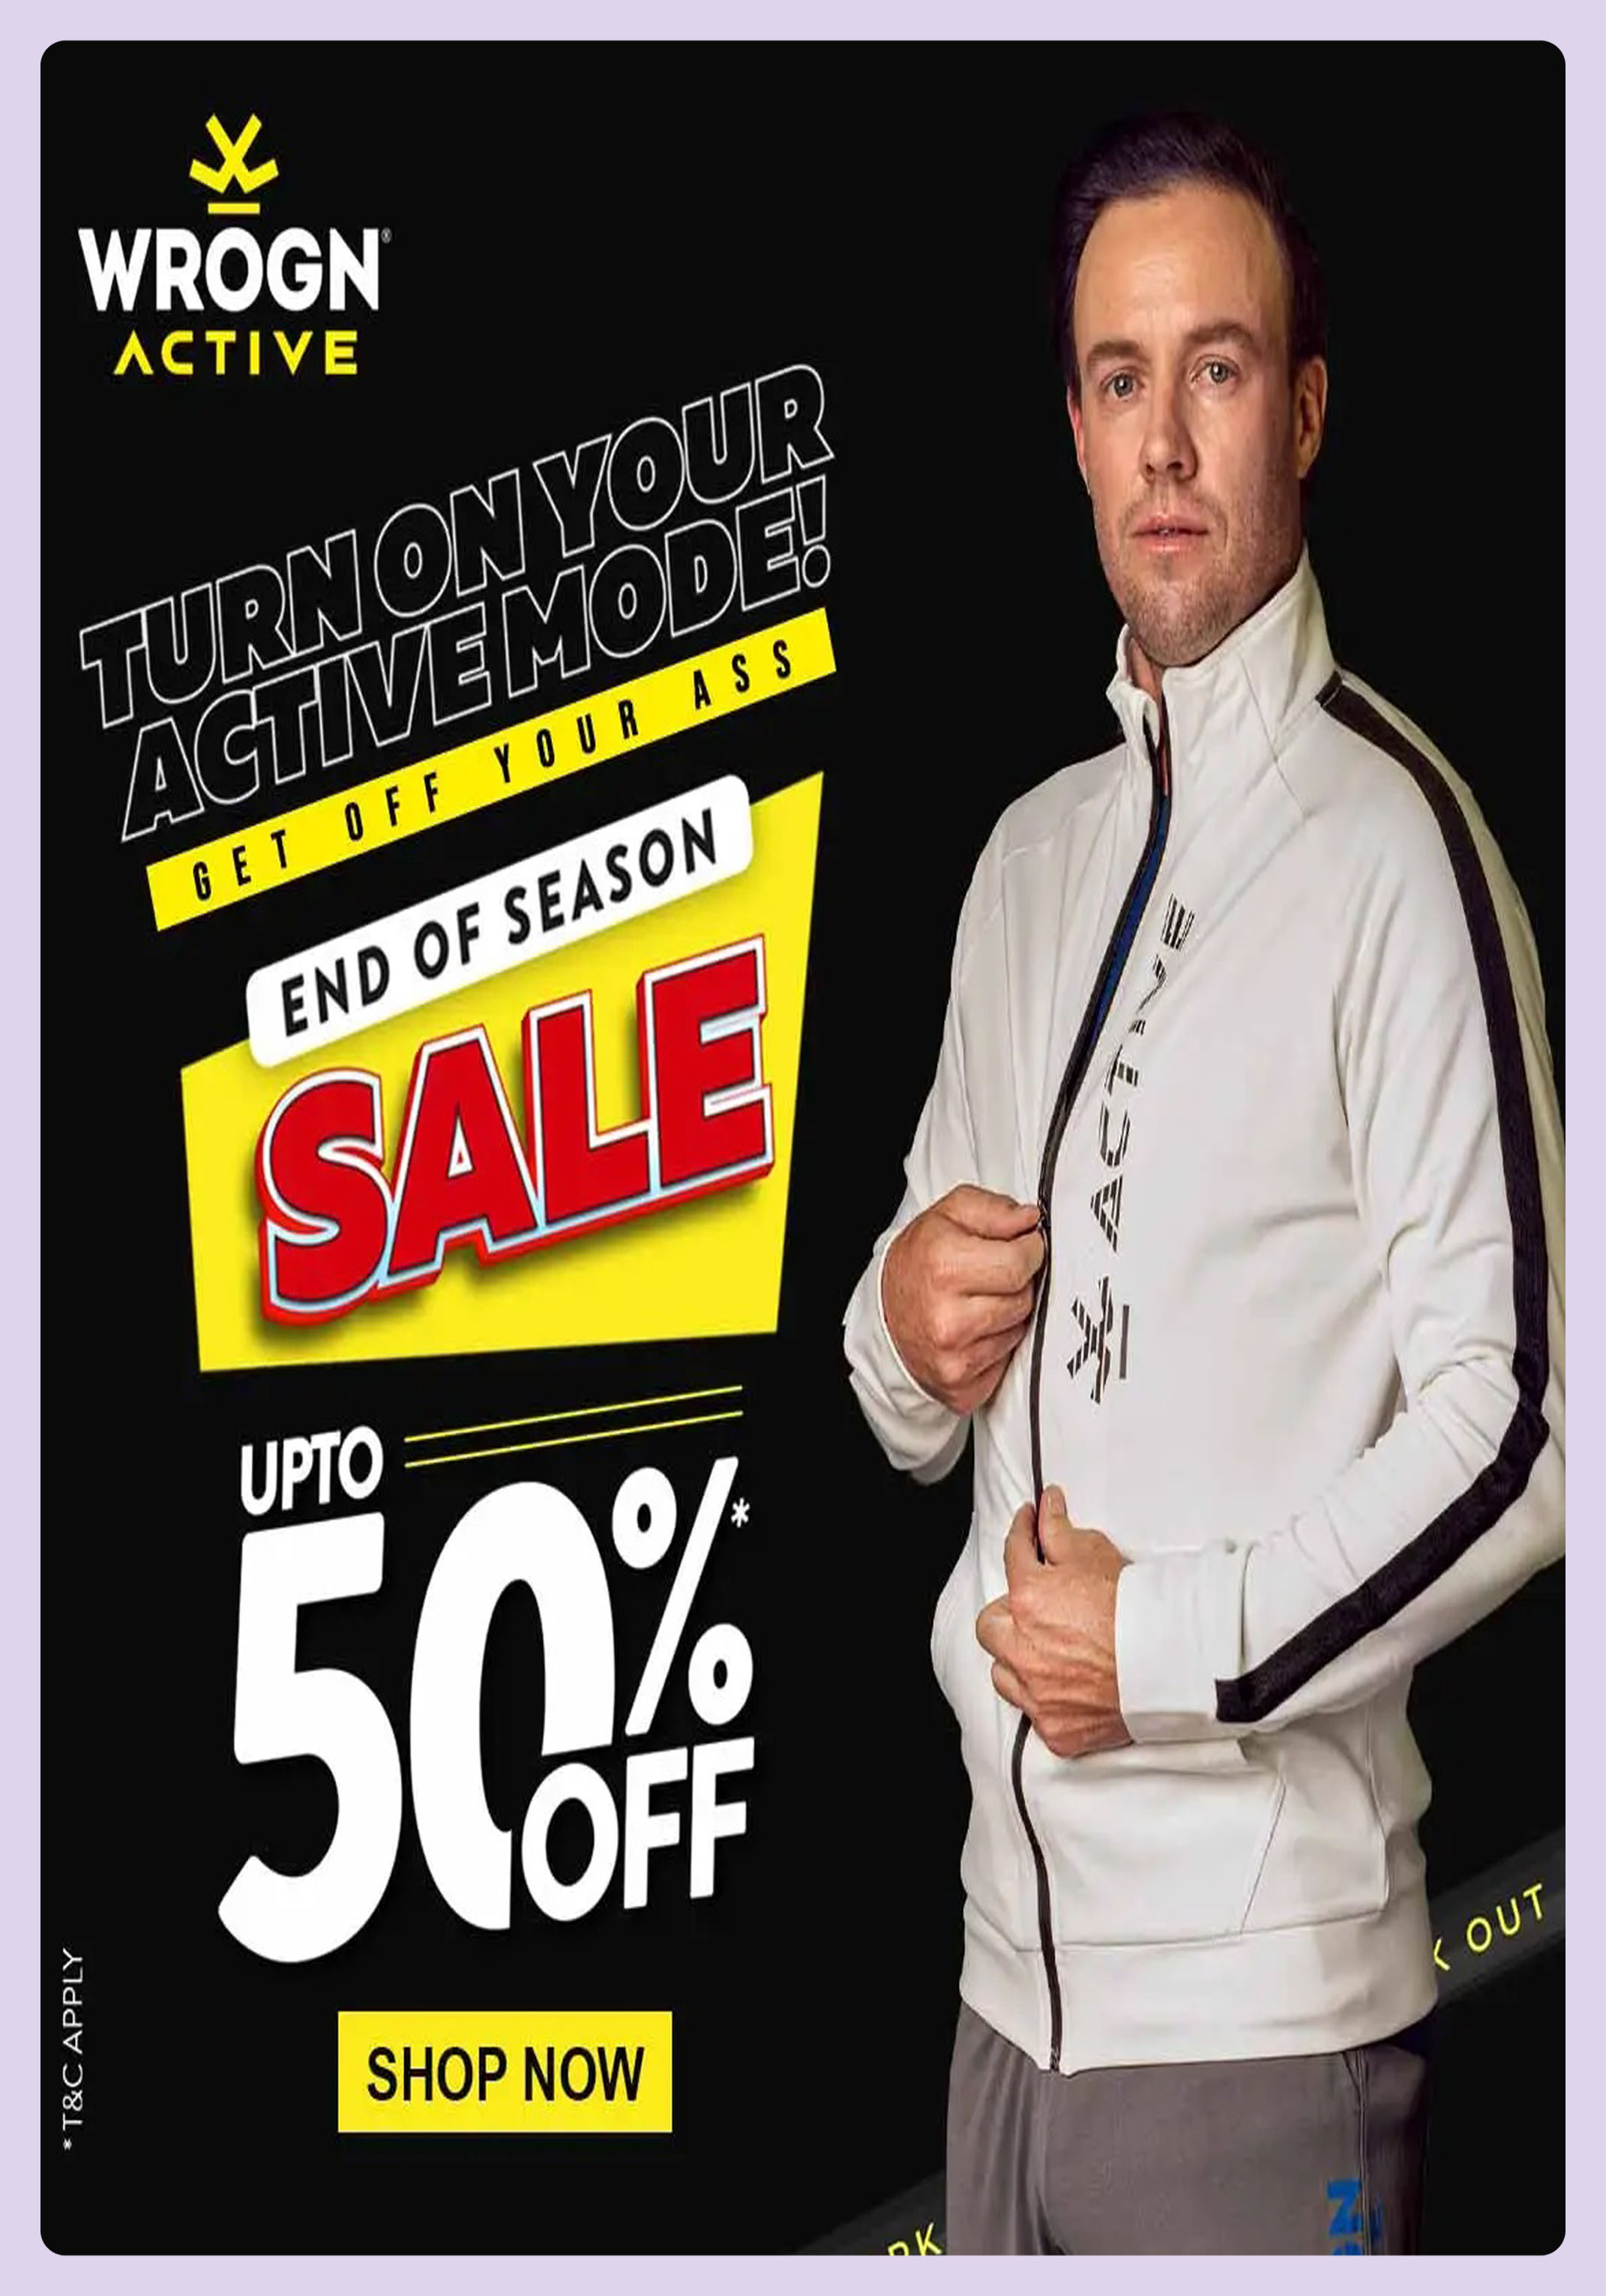 WROGN®
ACTIVE
TURN ON YOUR
ACTIVE MODE!
GET OFF YOUR ASS
END OF SEASON
SALE
UPTO
50%*
OFF
*T&C APPLY
SHOP NOW
ACTIVE
K OUT
RK